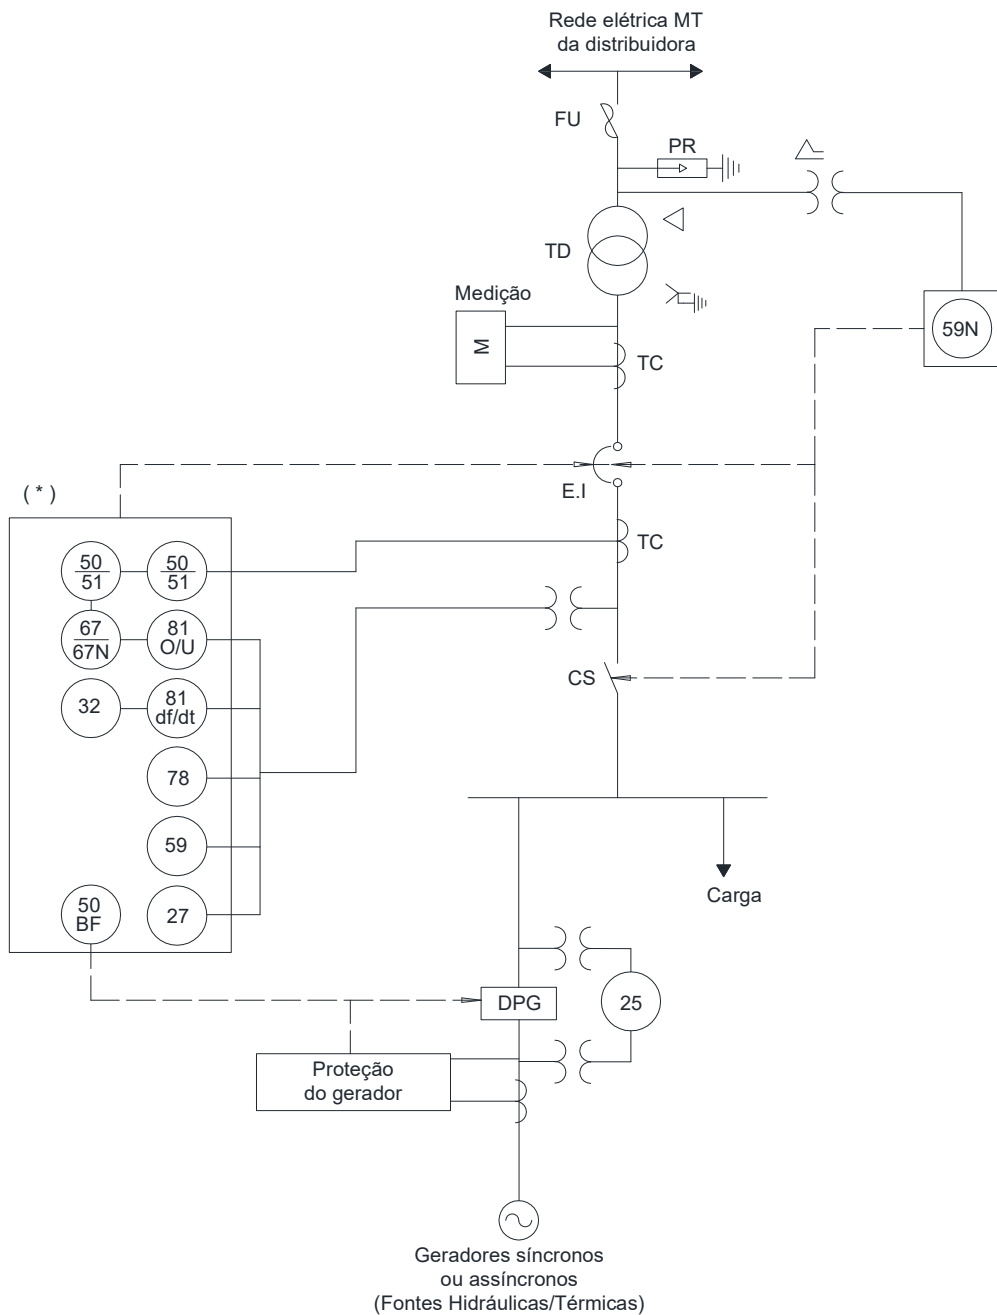 Rede elétrica MT
da distribuidora
FU
PR
TD
Medição
M
TC
59N
E.I
( * )
TC
50
51
50
51
67
67N
81
O/U
32
81
df/dt
CS
78
59
50
BF
27
Carga
DPG
25
Proteção
do gerador
Geradores síncronos
ou assíncronos
(Fontes Hidráulicas/Térmicas)